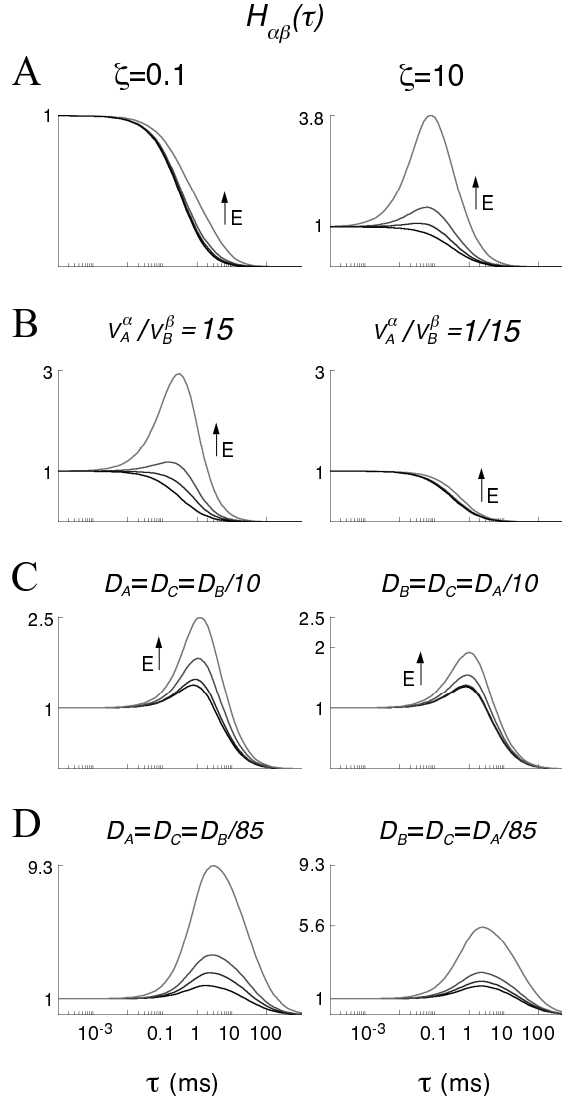 Hαβ(τ)
A
ζ=0.1
ζ=10
1
E
3.8
1
E
B
vAα/vBβ = 15
vAα/vBβ = 1/15
3
1
E
3
1
E
C
DA=DC=DB/10
DB=DC=DA/10
2.5
1
E
2.5
2
1
E
D
DA=DC=DB/85
DB=DC=DA/85
9.3
1
9.3
5.6
1
10-3 0.1 1 10 100
10-3 0.1 1 10 100
τ (ms)
τ (ms)